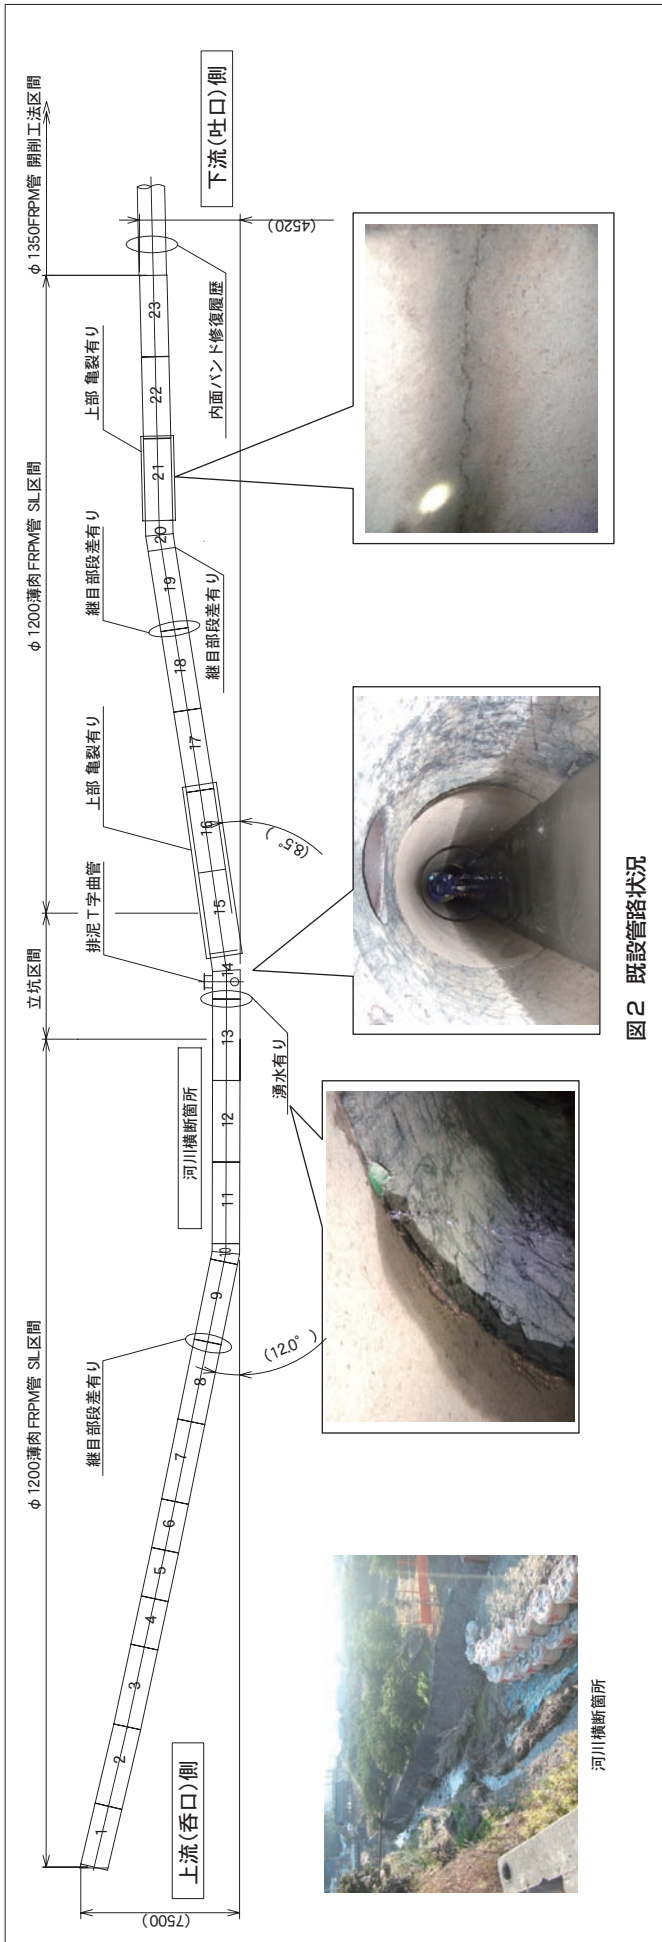 φ1200薄肉FRPM管 SIL区間
立坑区間
φ1200薄肉FRPM管 SIL区間
φ1350FRPM管 開削工法区間
継目部段差有り
排泥T字曲管
上部 亀裂有り
継目部段差有り
上部 亀裂有り
河川横断箇所
1
2
3
4
5
6
7
8
9
10
11
12
13
14
15
16
17
18
19
20
21
22
23
上流(呑口)側
(7500)
(12.0°)
湧水有り
(8.5°)
継目部段差有り
内面バンド修復履歴
(4520)
下流(吐口)側
河川横断箇所
図2 既設管路状況